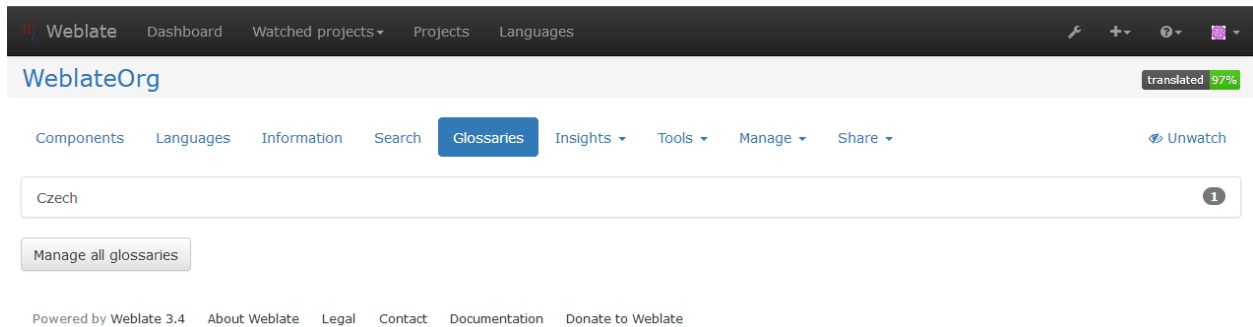 Weblate Dashboard Watched projects Projects Languages
WeblateOrg translated 97%
Components Languages Information Search Glossaries Insights Tools Manage Share Unwatch
Czech 1
Manage all glossaries
Powered by Weblate 3.4 About Weblate Legal Contact Documentation Donate to Weblate